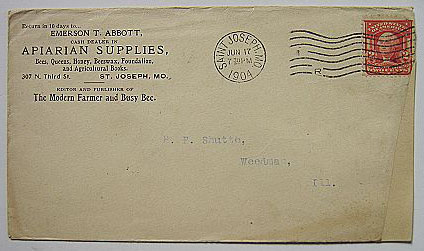 Return in 10 days to...
EMERSON T. ABBOTT,
CASH DEALER IN
APIARIAN SUPPLIES,
Bees, Queens, Honey, Beeswax, Foundation,
and Agricultural Books.
307 N. Third St. ST. JOSEPH, MO.
EDITOR AND PUBLISHER OF
The Modern Farmer and Busy Bee.
SAINT JOSEPH, MO.
JUN 17
7 30 PM
1904
R
P. F. Shutto,
Weedman,
Ill.